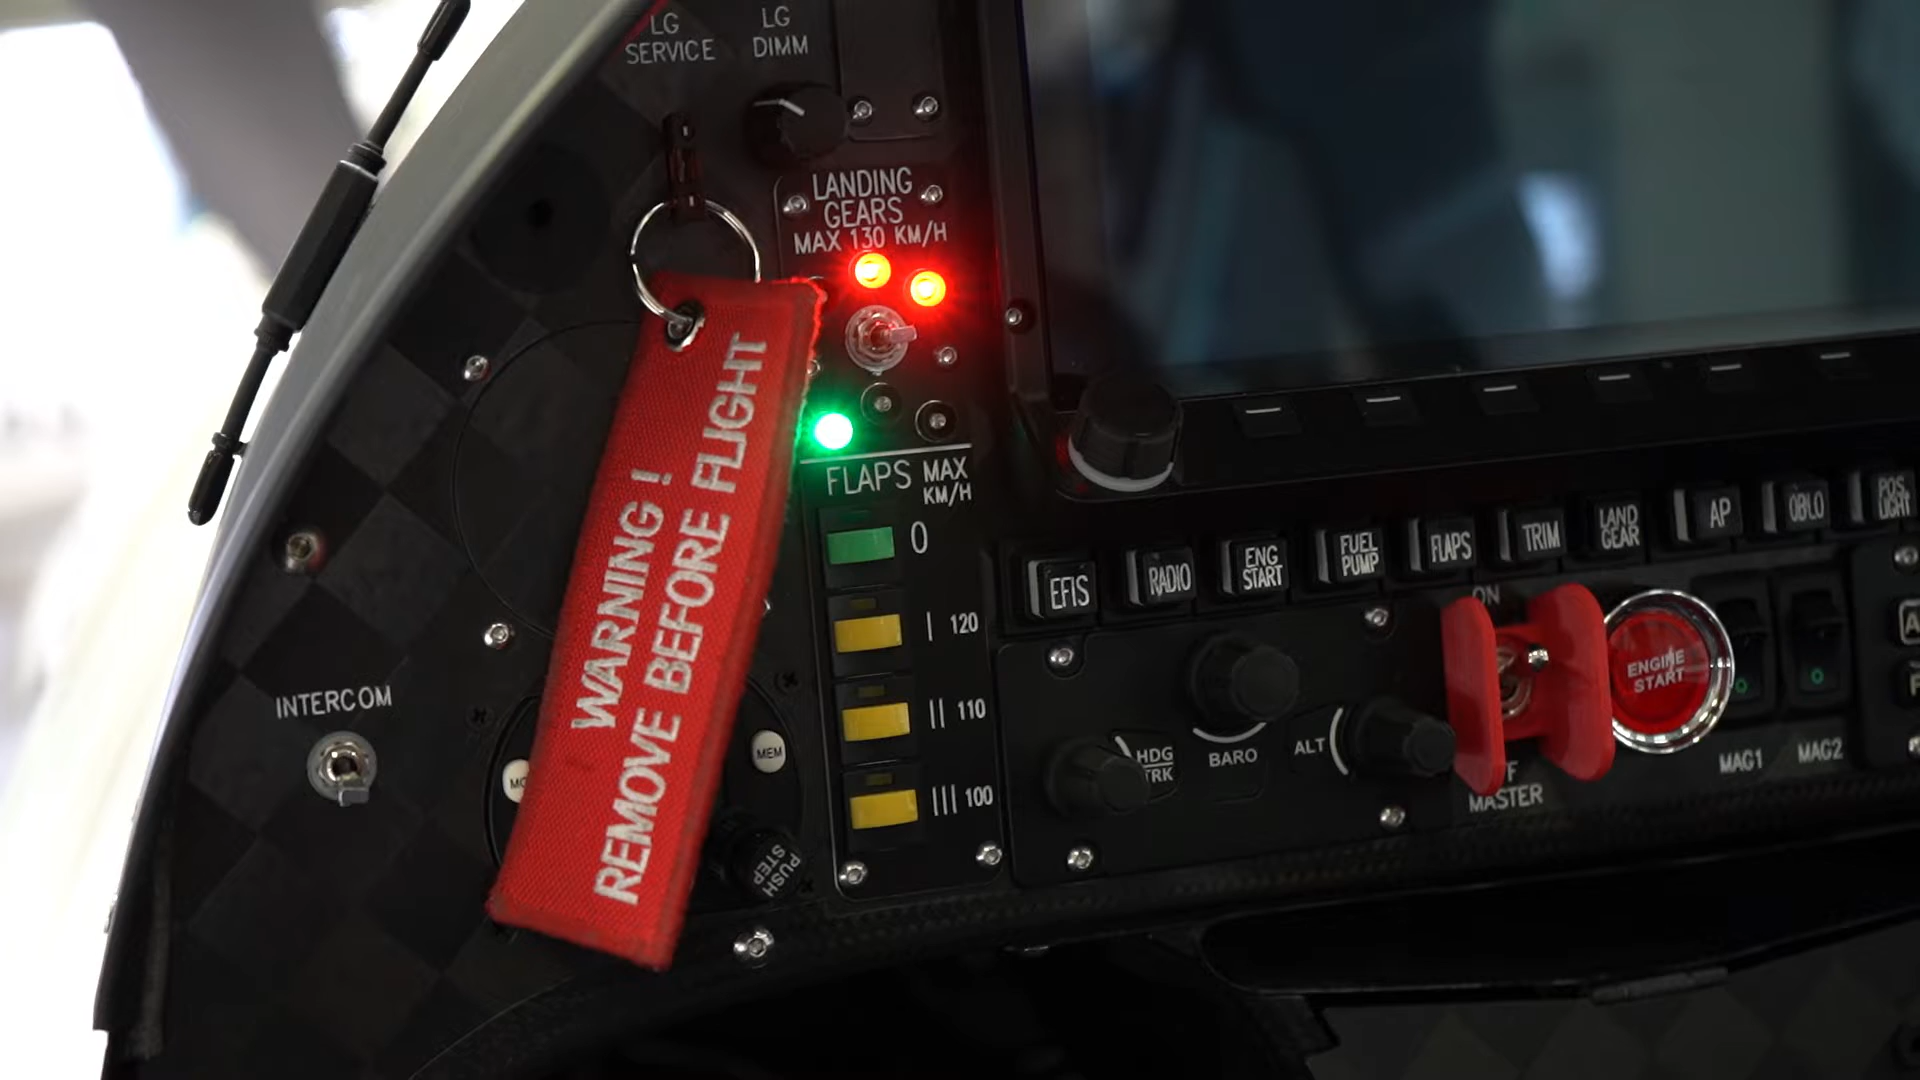 LG
SERVICE
LG
DIMM
LANDING
GEARS
MAX 130 KM/H
WARNING !
REMOVE BEFORE FLIGHT
FLAPS MAX
KM/H
0
| 120
|| 110
||| 100
INTERCOM
MEM
PUSH
STEP
EFIS
RADIO
ENG
START
FUEL
PUMP
FLAPS
TRIM
LAND
GEAR
AP
OBLO
POS
LIGHT
HDG
TRK
BARO
ALT
ON
MASTER
ENGINE
START
MAG1
MAG2